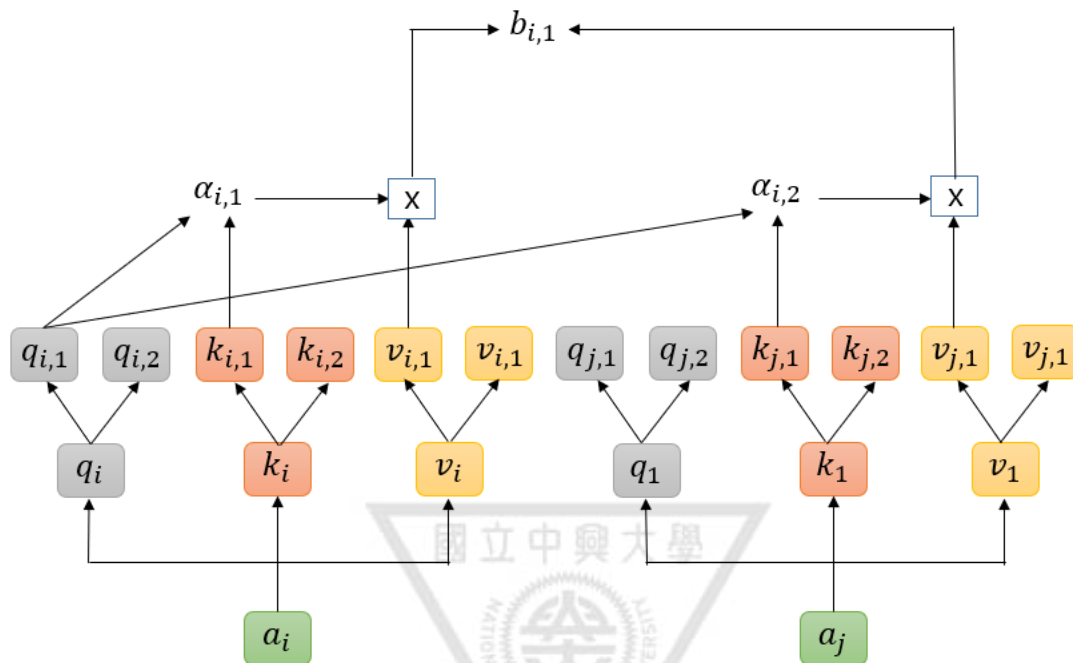 b_{i,1}
α_{i,1} X α_{i,2} X
q_{i,1} q_{i,2} k_{i,1} k_{i,2} v_{i,1} v_{i,1} q_{j,1} q_{j,2} k_{j,1} k_{j,2} v_{j,1} v_{j,1}
q_i k_i v_i q_1 k_1 v_1
國立中興大學
a_i a_j